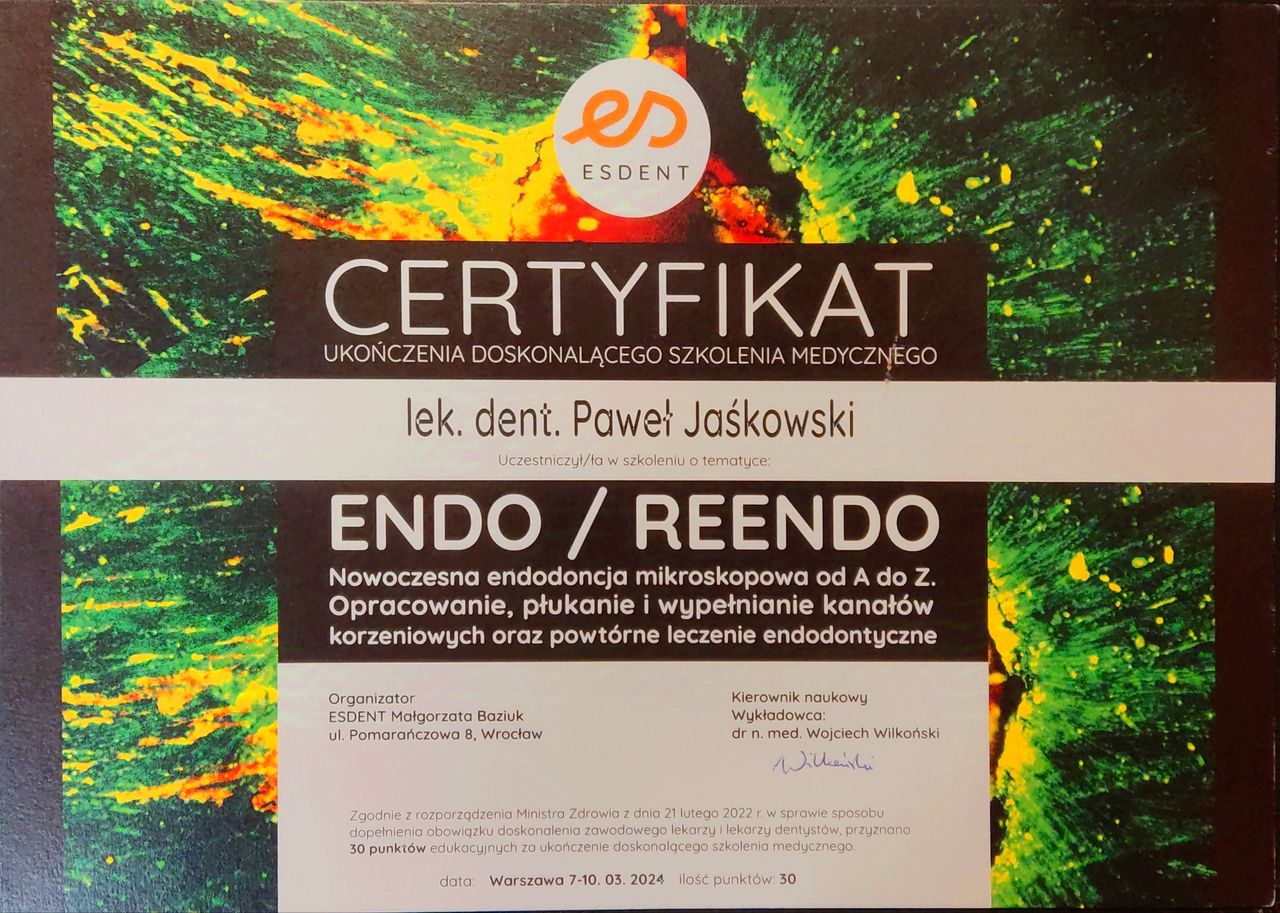 es
ESDENT
CERTYFIKAT
UKOŃCZENIA DOSKONALĄCEGO SZKOLENIA MEDYCZNEGO
lek. dent. Paweł Jaśkowski
Uczestniczył/ła w szkoleniu o tematyce:
ENDO / REENDO
Nowoczesna endodoncja mikroskopowa od A do Z.
Opracowanie, płukanie i wypełnianie kanałów
korzeniowych oraz powtórne leczenie endodontyczne
Organizator
ESDENT Małgorzata Baziuk
ul. Pomarańczowa 8, Wrocław
Kierownik naukowy
Wykładowca:
dr n. med. Wojciech Wilkoński
Wilkoński
Zgodnie z rozporządzenia Ministra Zdrowia z dnia 21 lutego 2022 r. w sprawie sposobu
dopełnienia obowiązku doskonalenia zawodowego lekarzy i lekarzy dentystów, przyznano
30 punktów edukacyjnych za ukończenie doskonalącego szkolenia medycznego.
data: Warszawa 7-10. 03. 2024 ilość punktów: 30